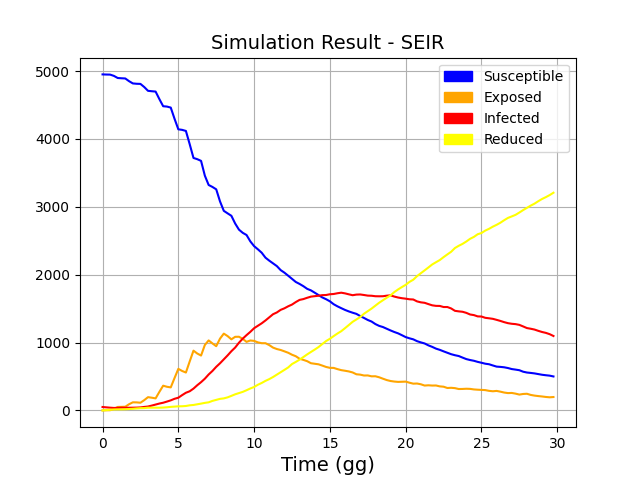 Simulation Result - SEIR
5000
4000
3000
2000
1000
0
Susceptible
Exposed
Infected
Reduced
0 5 10 15 20 25 30
Time (gg)